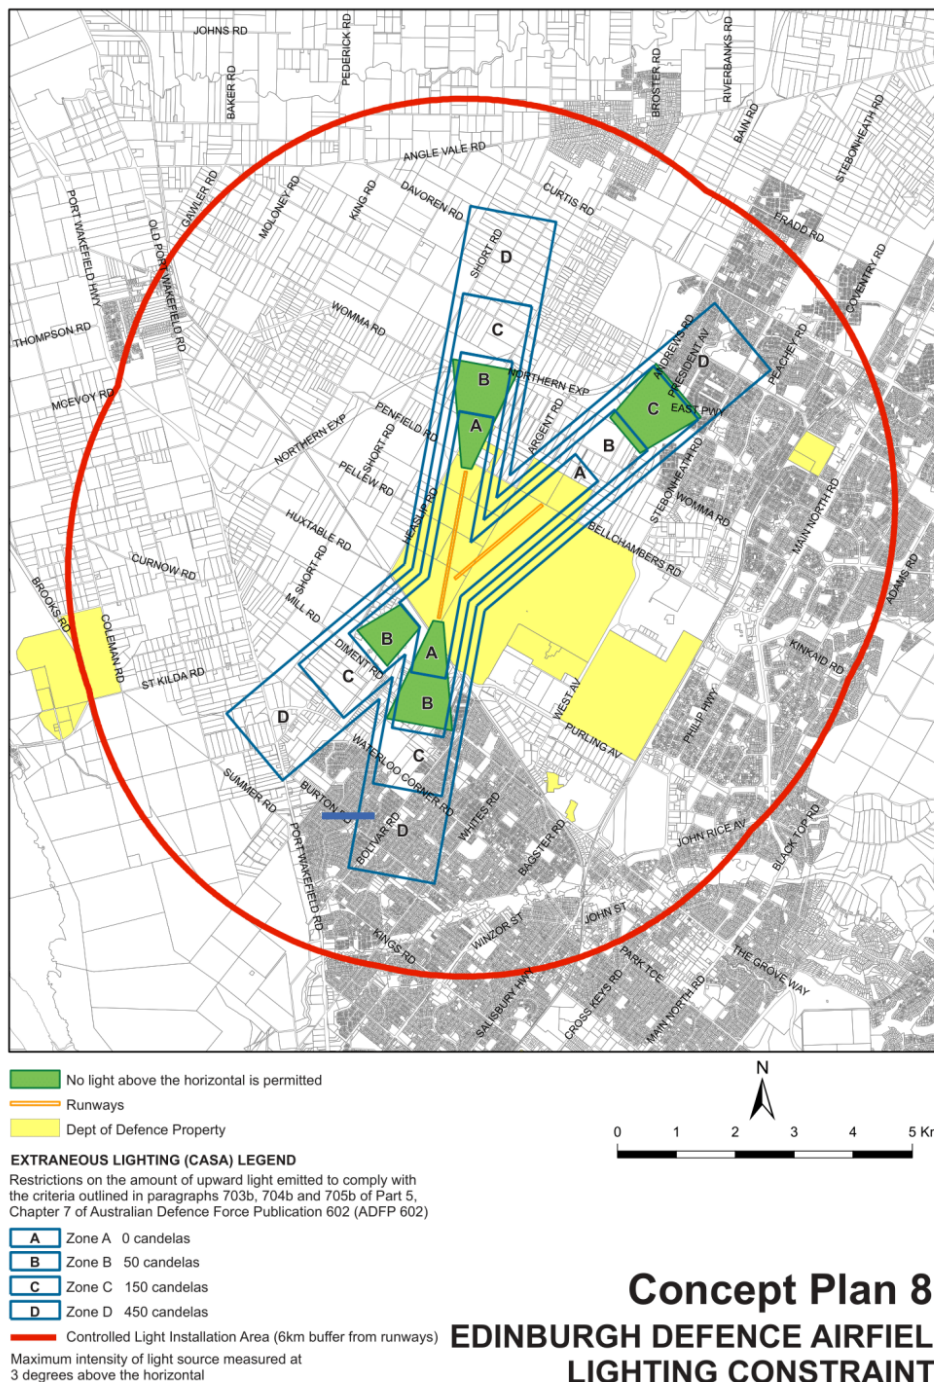 JOHNS RD
PEDERICK RD
BAKER RD
BROSTER RD
RIVERBANKS RD
BAIN RD
STEBONHEATH RD
ANGLE VALE RD
DAVOREN RD
CURTIS RD
KING RD
MOLONEY RD
GAWLER RD
PORT WAKEFIELD HWY
OLD PORT WAKEFIELD RD
FRADD RD
COVENTRY RD
SHORT RD
D
C
THOMPSON RD
WOMMA RD
ANDREWS RD
PRESIDENT AV
D
PEACHEY RD
MCEVOY RD
B
NORTHERN EXP
C
EAST PWY
PENFIELD RD
A
ARGENT RD
B
NORTHERN EXP
SHORT RD
PELLEW RD
A
STEBONHEATH RD
WOMMA RD
MAIN NORTH RD
HEASLIP RD
HUXTABLE RD
BELLCHAMBERS RD
CURNOW RD
SHORT RD
ADAMS RD
BROOKS RD
COLEMAN RD
MILL RD
B
A
DIMENT RD
KINKAID RD
ST KILDA RD
C
B
WEST AV
PHILIP HWY
D
PURLING AV
C
WATERLOO CORNER RD
SUMMER RD
BURTON RD
BOLIVAR RD
D
WHITES RD
BAGSTER RD
JOHN RICE AV
BLACK TOP RD
PORT WAKEFIELD RD
KINGS RD
WINZOR ST
JOHN ST
SALISBURY HWY
CROSS KEYS RD
PARK TCE
MAIN NORTH RD
THE GROVE WAY
No light above the horizontal is permitted
Runways
Dept of Defence Property
N
0 1 2 3 4 5 K
EXTRANEOUS LIGHTING (CASA) LEGEND
Restrictions on the amount of upward light emitted to comply with
the criteria outlined in paragraphs 703b, 704b and 705b of Part 5,
Chapter 7 of Australian Defence Force Publication 602 (ADFP 602)
A Zone A 0 candelas
B Zone B 50 candelas
C Zone C 150 candelas
D Zone D 450 candelas
Controlled Light Installation Area (6km buffer from runways)
Maximum intensity of light source measured at
3 degrees above the horizontal
Concept Plan 8
EDINBURGH DEFENCE AIRFIEL
LIGHTING CONSTRAINT